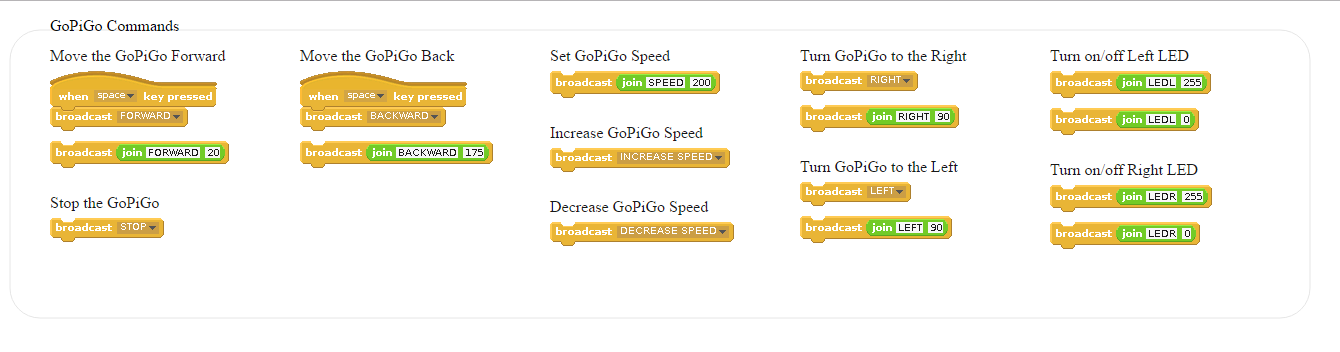 GoPiGo Commands
Move the GoPiGo Forward
when space key pressed
broadcast FORWARD
broadcast join FORWARD 20
Stop the GoPiGo
broadcast STOP
Move the GoPiGo Back
when space key pressed
broadcast BACKWARD
broadcast join BACKWARD 175
Set GoPiGo Speed
broadcast join SPEED 200
Increase GoPiGo Speed
broadcast INCREASE SPEED
Decrease GoPiGo Speed
broadcast DECREASE SPEED
Turn GoPiGo to the Right
broadcast RIGHT
broadcast join RIGHT 90
Turn GoPiGo to the Left
broadcast LEFT
broadcast join LEFT 90
Turn on/off Left LED
broadcast join LEDL 255
broadcast join LEDL 0
Turn on/off Right LED
broadcast join LEDR 255
broadcast join LEDR 0